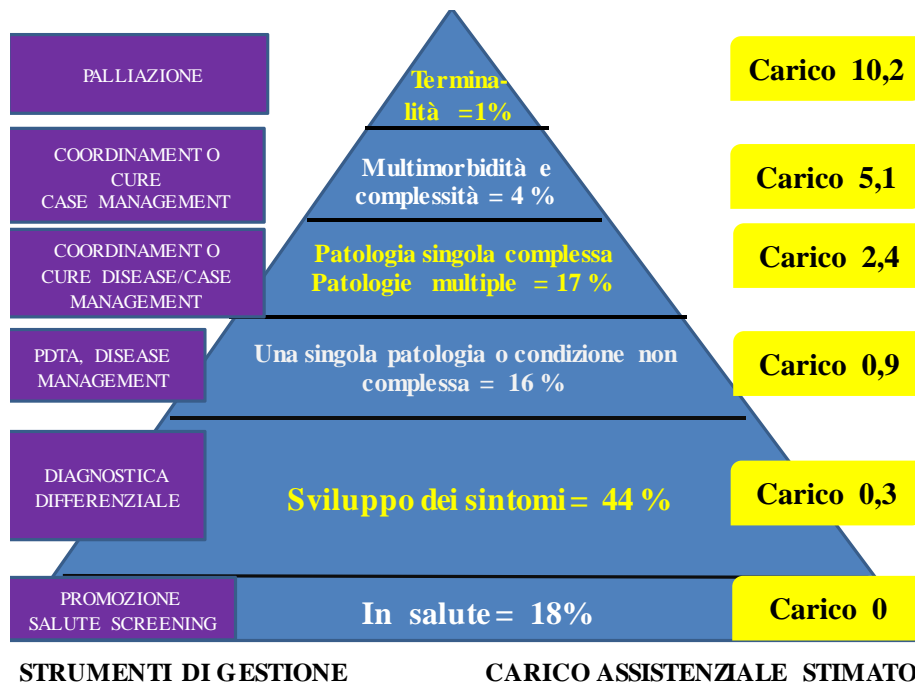 PALLIAZIONE
Termina-
lità =1%
Carico 10,2
COORDINAMENTO
CURE
CASE MANAGEMENT
Multimorbidità e
complessità = 4 %
Carico 5,1
COORDINAMENTO
CURE DISEASE/CASE
MANAGEMENT
Patologia singola complessa
Patologie multiple = 17 %
Carico 2,4
PDTA, DISEASE
MANAGEMENT
Una singola patologia o condizione non
complessa = 16 %
Carico 0,9
DIAGNOSTICA
DIFFERENZIALE
Sviluppo dei sintomi = 44 %
Carico 0,3
PROMOZIONE
SALUTE SCREENING
In salute = 18%
Carico 0
STRUMENTI DI GESTIONE
CARICO ASSISTENZIALE STIMATO